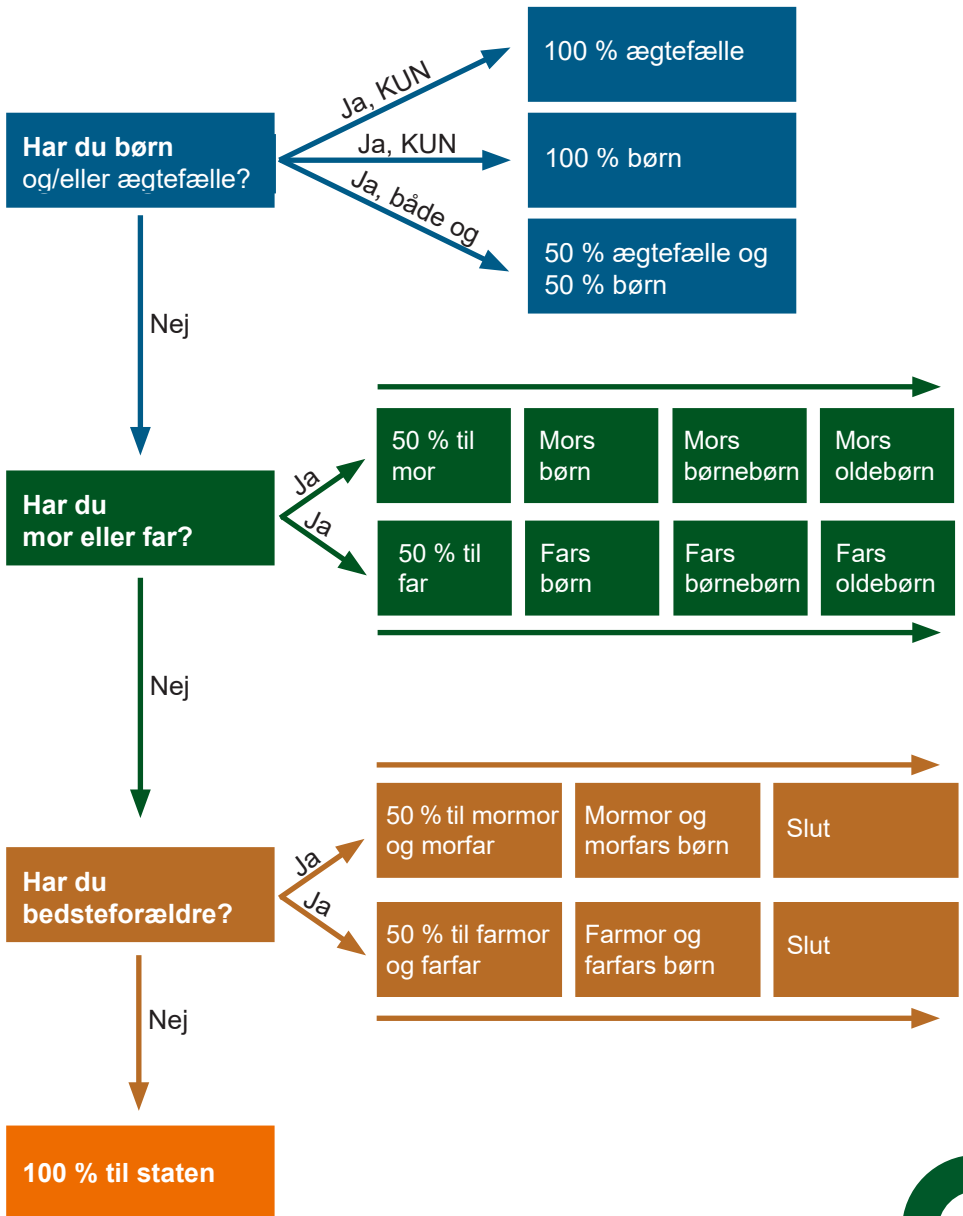 100 % ægtefælle
Ja, KUN
Har du børn
og/eller ægtefælle?
Ja, KUN
100 % børn
Ja, både og
50 % ægtefælle og
50 % børn
Nej
50 % til
mor
Mors
børn
Mors
børnebørn
Mors
oldebørn
Har du
mor eller far?
Ja
Ja
50 % til
far
Fars
børn
Fars
børnebørn
Fars
oldebørn
Nej
50 % til mormor
og morfar
Mormor og
morfars børn
Slut
Har du
bedsteforældre?
Ja
Ja
50 % til farmor
og farfar
Farmor og
farfars børn
Slut
Nej
100 % til staten